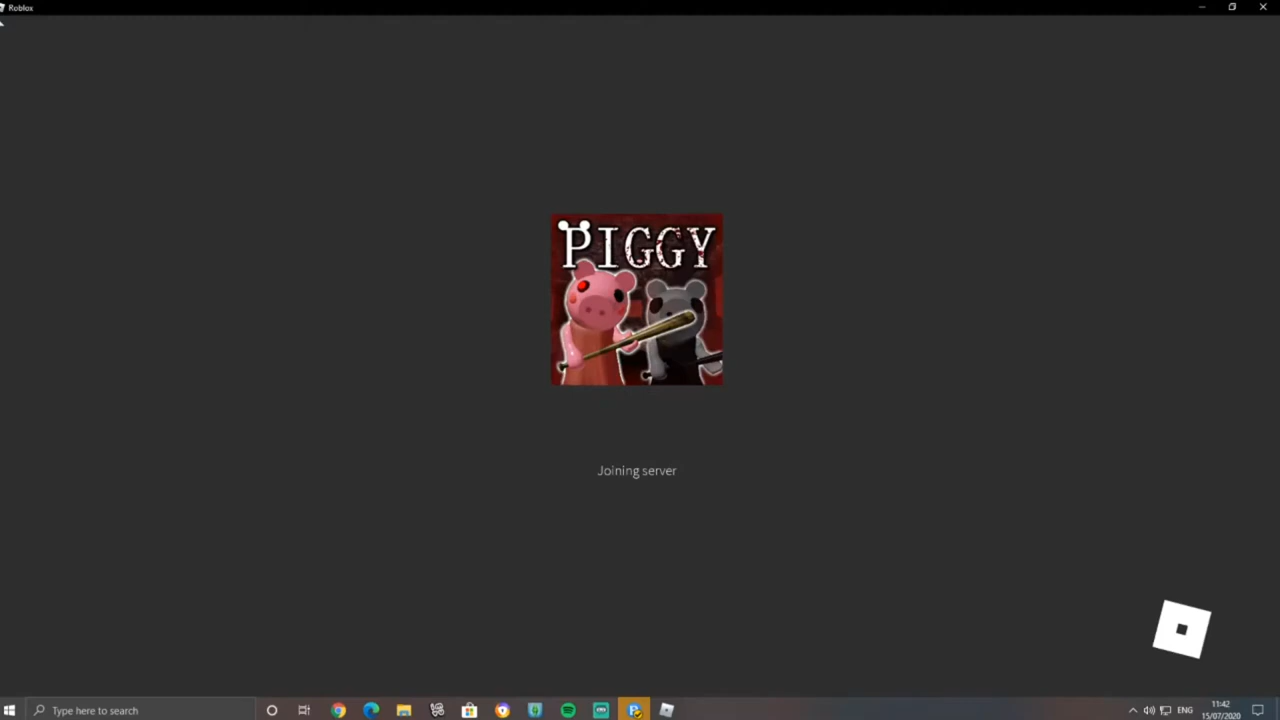 Roblox
PIGGY
Joining server
Type here to search
ENG
11:42
15/07/2020